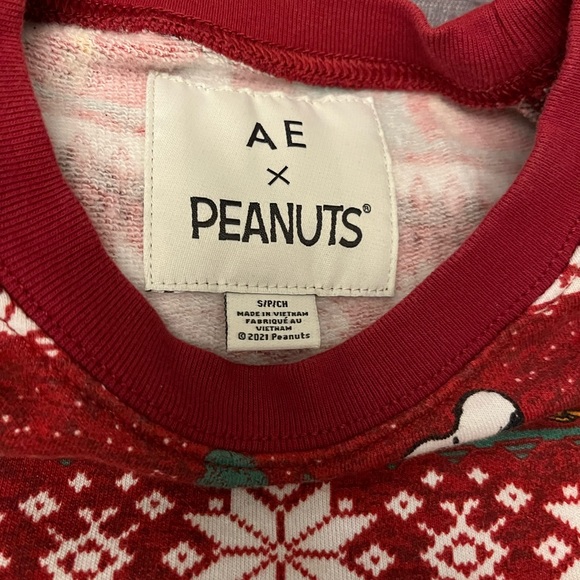 AE
×
PEANUTS®
S/P/CH
MADE IN VIETNAM
FABRIQUÉ AU
VIETNAM
© 2021 Peanuts